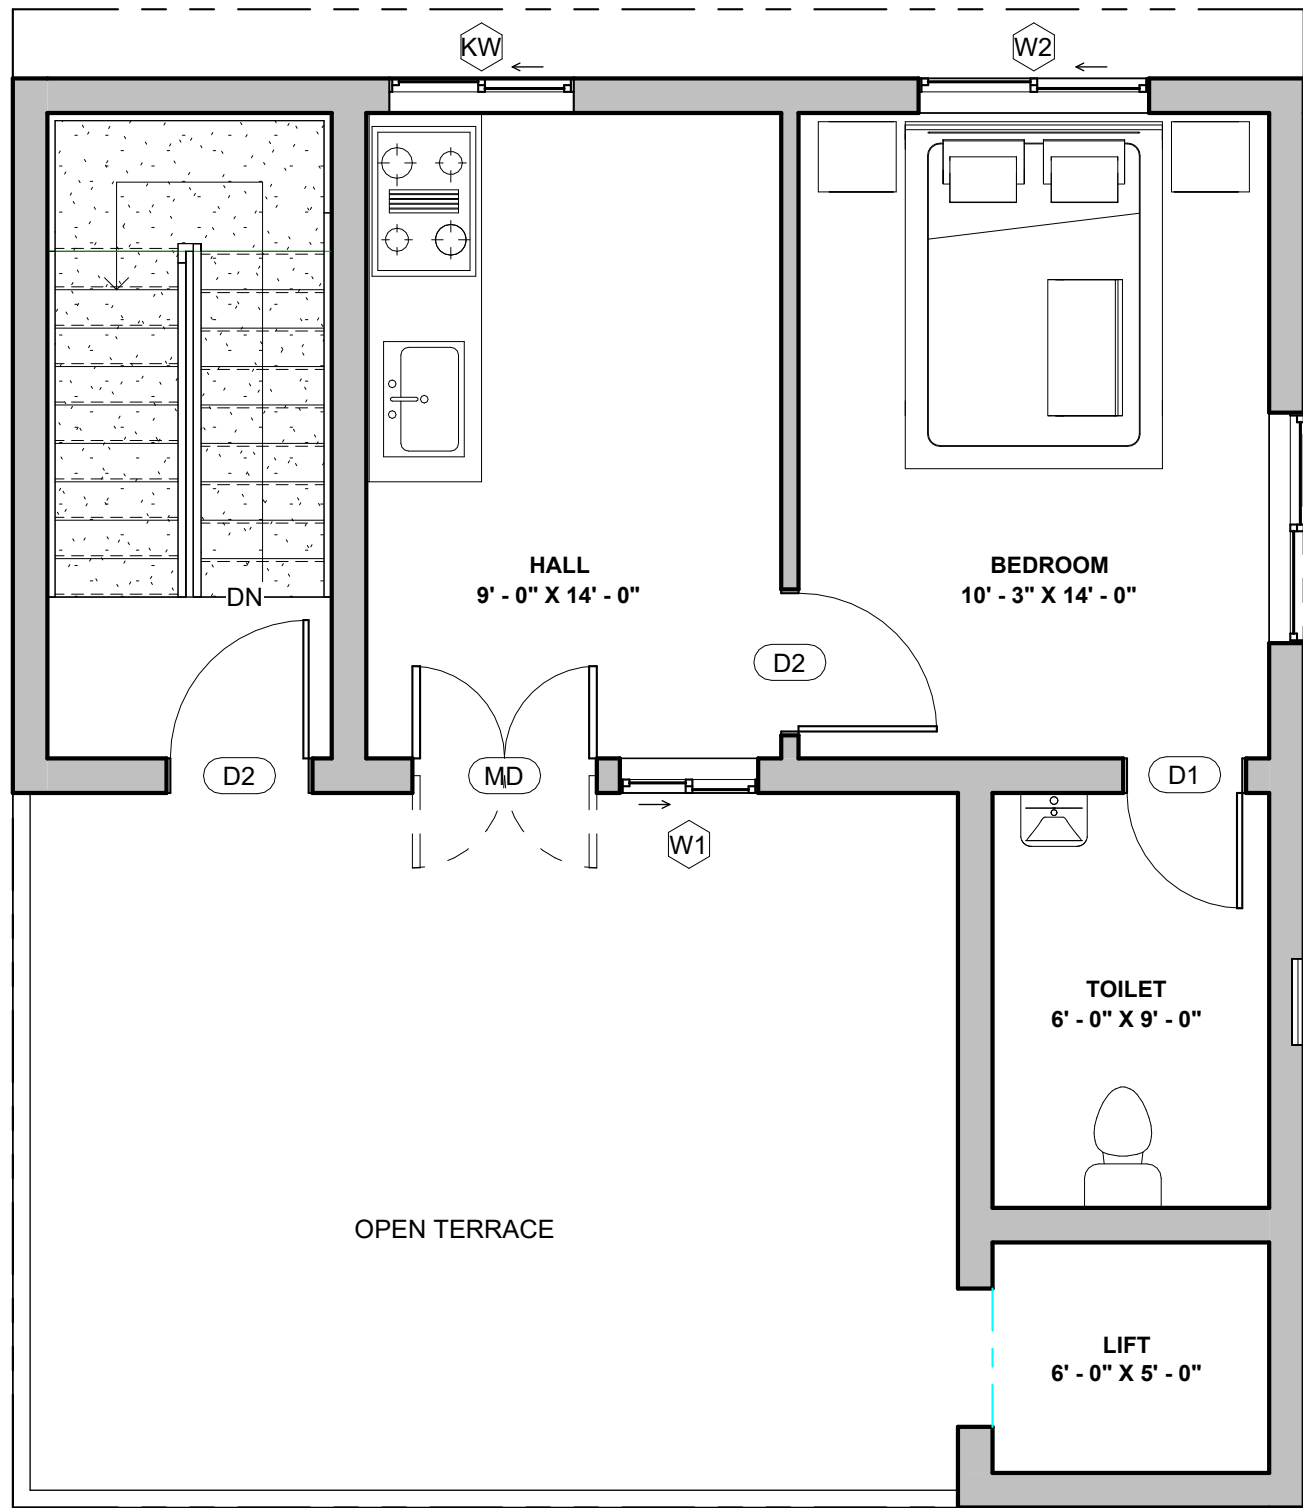 KW
W2
HALL
9' - 0" X 14' - 0"
BEDROOM
10' - 3" X 14' - 0"
DN
D2
D2
MD
D1
W1
TOILET
6' - 0" X 9' - 0"
OPEN TERRACE
LIFT
6' - 0" X 5' - 0"